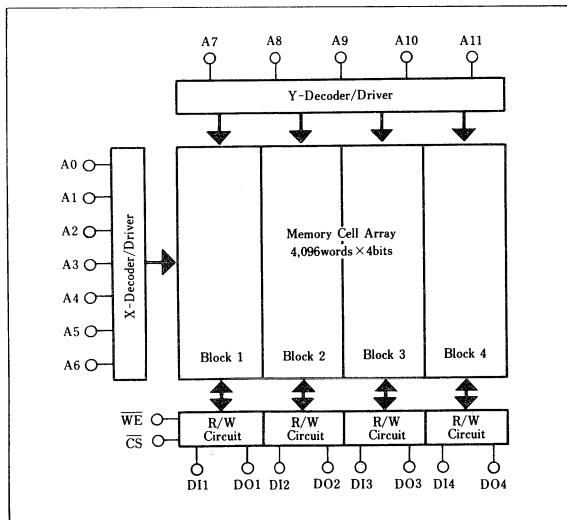 A7 A8 A9 A10 A11
Y-Decoder/Driver
A0
A1
A2
A3
A4
A5
A6
X-Decoder/Driver
Memory Cell Array
4,096words×4bits
Block 1 Block 2 Block 3 Block 4
WE
CS
R/W Circuit
R/W Circuit
R/W Circuit
R/W Circuit
DI1 DO1 DI2 DO2 DI3 DO3 DI4 DO4